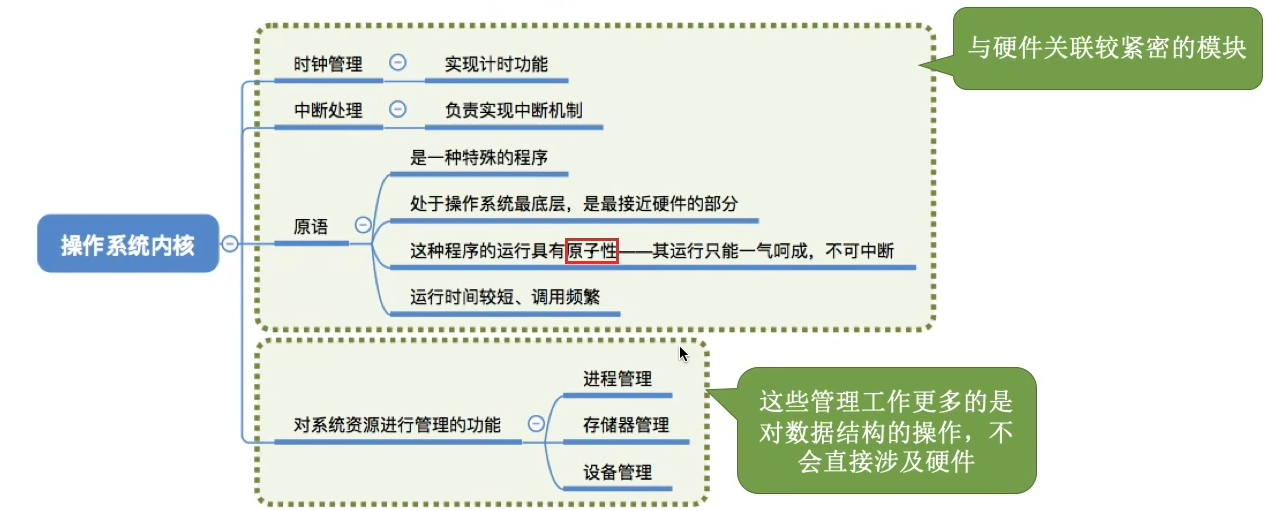 与硬件关联较紧密的模块
时钟管理
实现计时功能
中断处理
负责实现中断机制
是一种特殊的程序
处于操作系统最底层，是最接近硬件的部分
原语
这种程序的运行具有原子性——其运行只能一气呵成，不可中断
运行时间较短、调用频繁
操作系统内核
进程管理
对系统资源进行管理的功能
存储器管理
设备管理
这些管理工作更多的是
对数据结构的操作，不
会直接涉及硬件